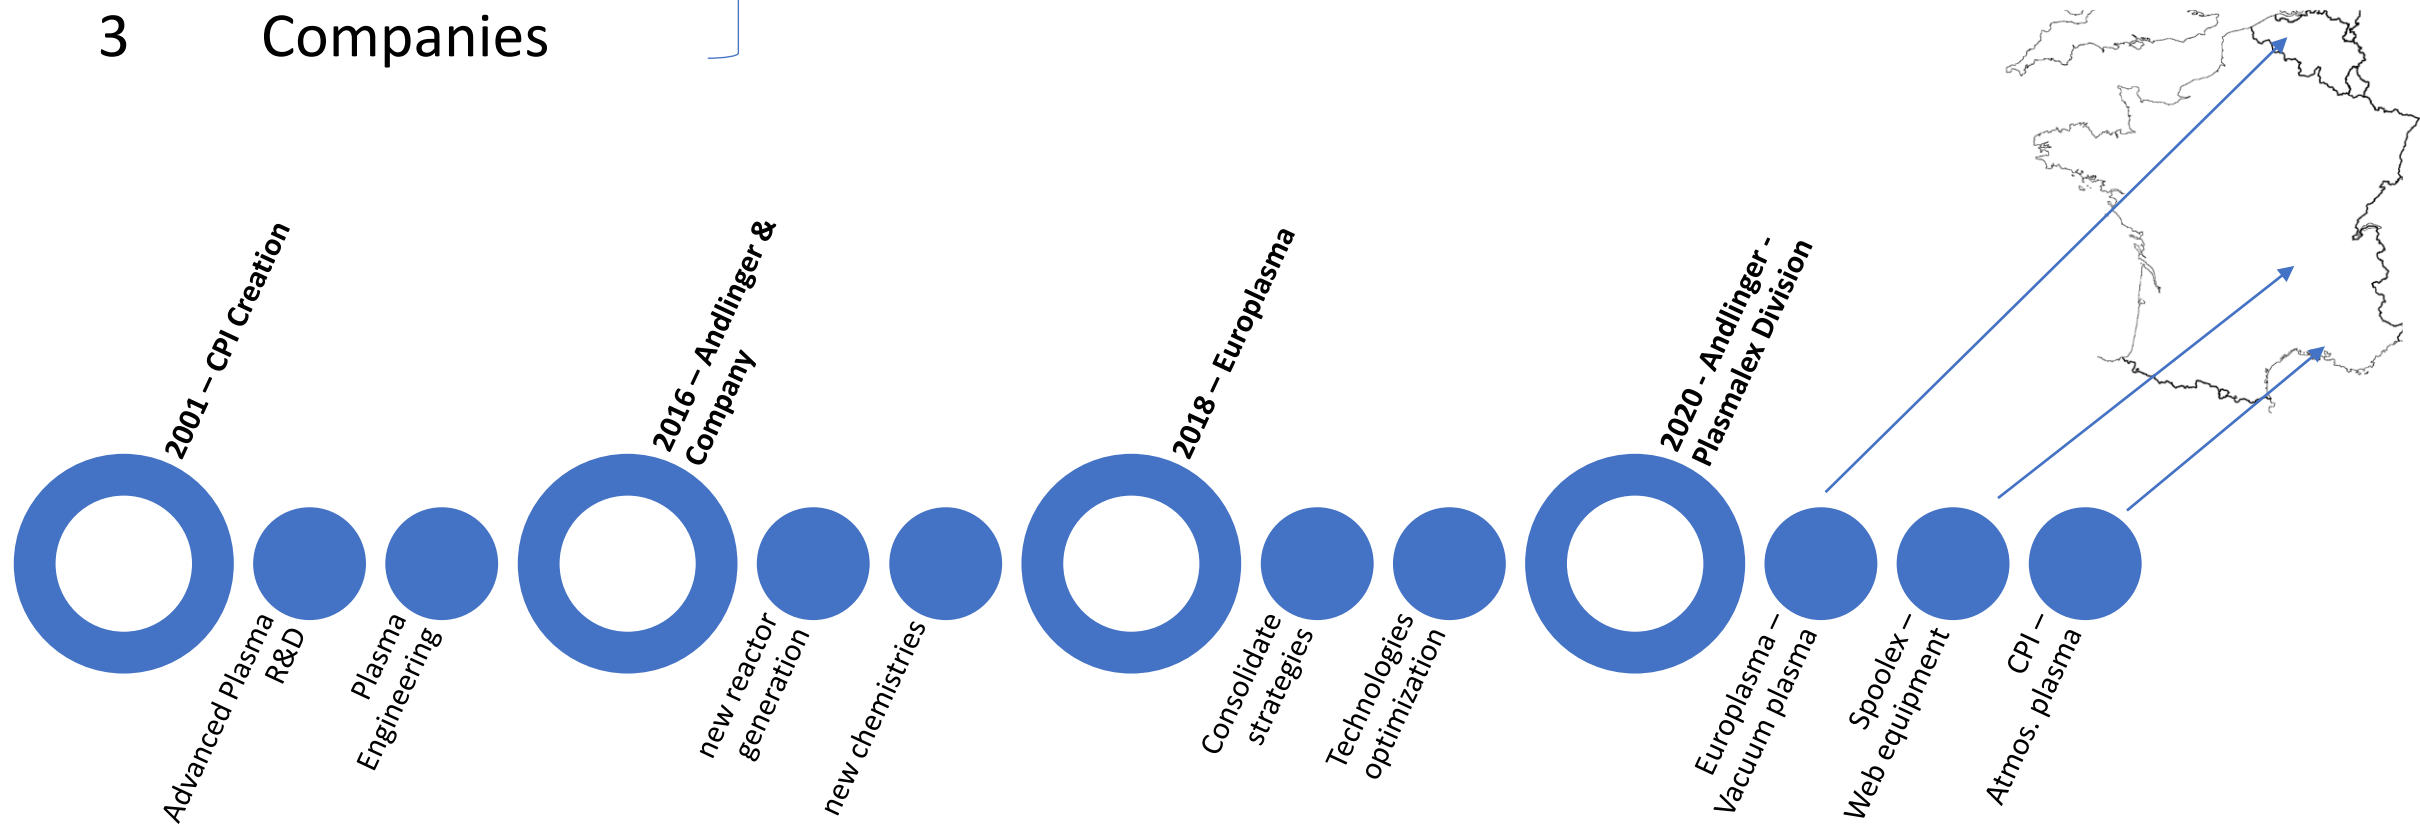 3 Companies
2001 – CPI Creation
Advanced Plasma
R&D
Plasma
Engineering
2016 – Andlinger &
Company
new reactor
generation
new chemistries
2018 – Europlasma
Consolidate
strategies
Technologies
optimization
2020 - Andlinger -
Plasmalex Division
Europlasma –
Vacuum plasma
Spoolex –
Web equipment
CPI –
Atmos. plasma